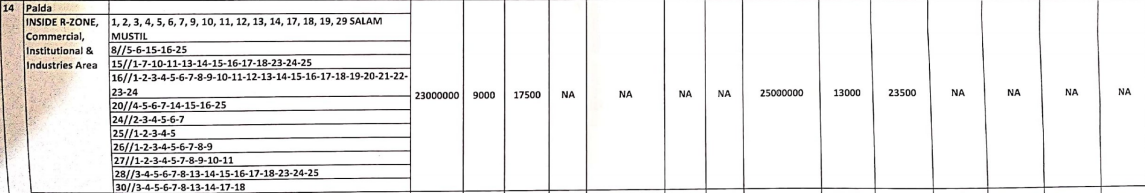 14 Palda
INSIDE R-ZONE, Commercial, Institutional & Industries Area
1, 2, 3, 4, 5, 6, 7, 9, 10, 11, 12, 13, 14, 17, 18, 19, 29 SALAM
MUSTIL
8//5-6-15-16-25
15//1-7-10-11-13-14-15-16-17-18-23-24-25
16//1-2-3-4-5-6-7-8-9-10-11-12-13-14-15-16-17-18-19-20-21-22-
23-24
20//4-5-6-7-14-15-16-25
24//2-3-4-5-6-7
25//1-2-3-4-5
26//1-2-3-4-5-6-7-8-9
27//1-2-3-4-5-7-8-9-10-11
28//3-4-5-6-7-8-13-14-15-16-17-18-23-24-25
30//3-4-5-6-7-8-13-14-17-18
23000000 9000 17500 NA NA NA NA 25000000 13000 23500 NA NA NA NA